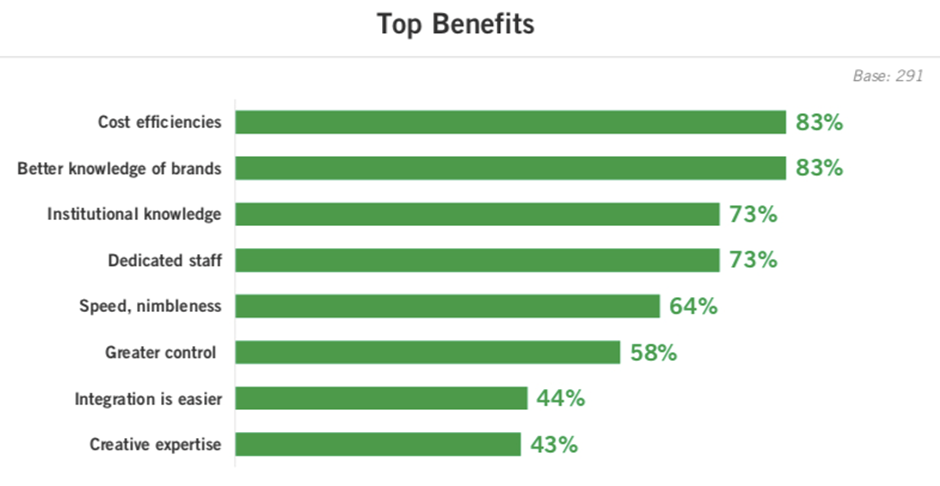 Top Benefits
Base: 291
Cost efficiencies 83%
Better knowledge of brands 83%
Institutional knowledge 73%
Dedicated staff 73%
Speed, nimbleness 64%
Greater control 58%
Integration is easier 44%
Creative expertise 43%